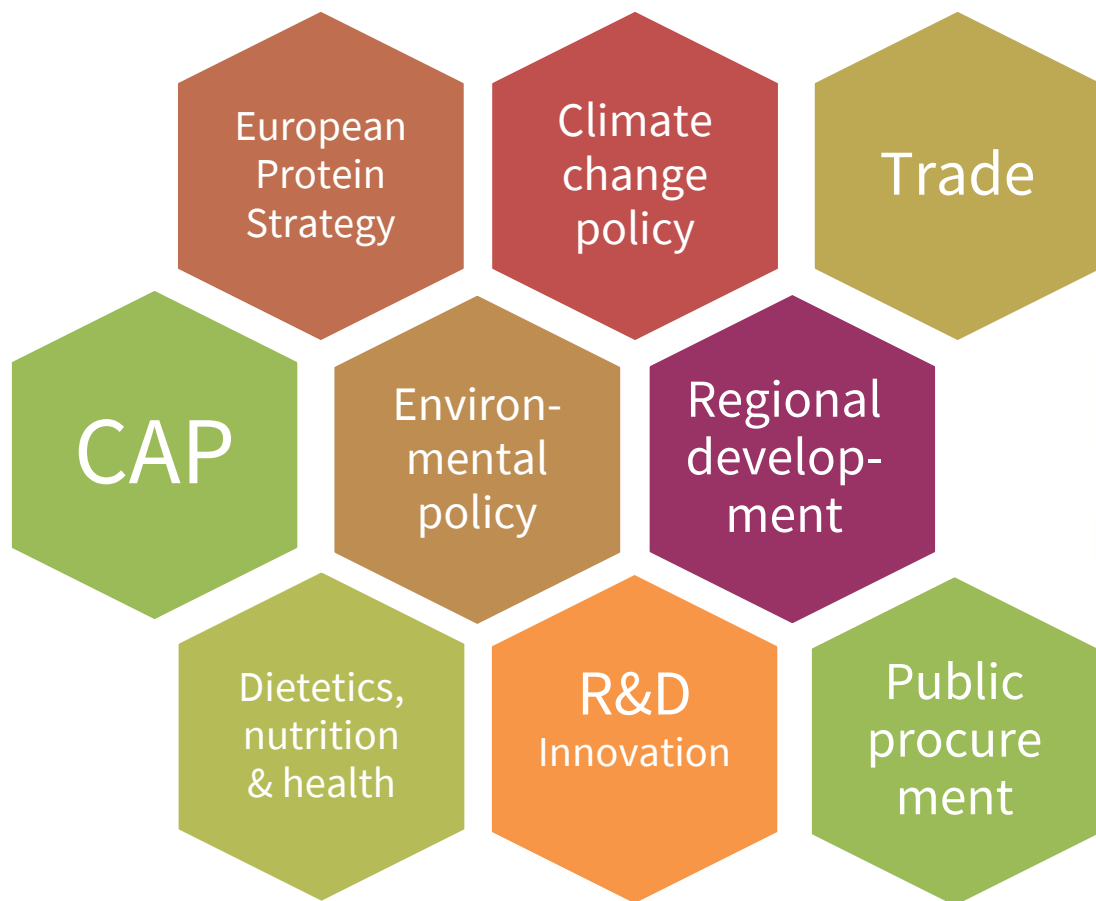 European
Protein
Strategy
Climate
change
policy
Trade
CAP
Environ-
mental
policy
Regional
develop-
ment
Dietetics,
nutrition
& health
R&D
Innovation
Public
procure
ment